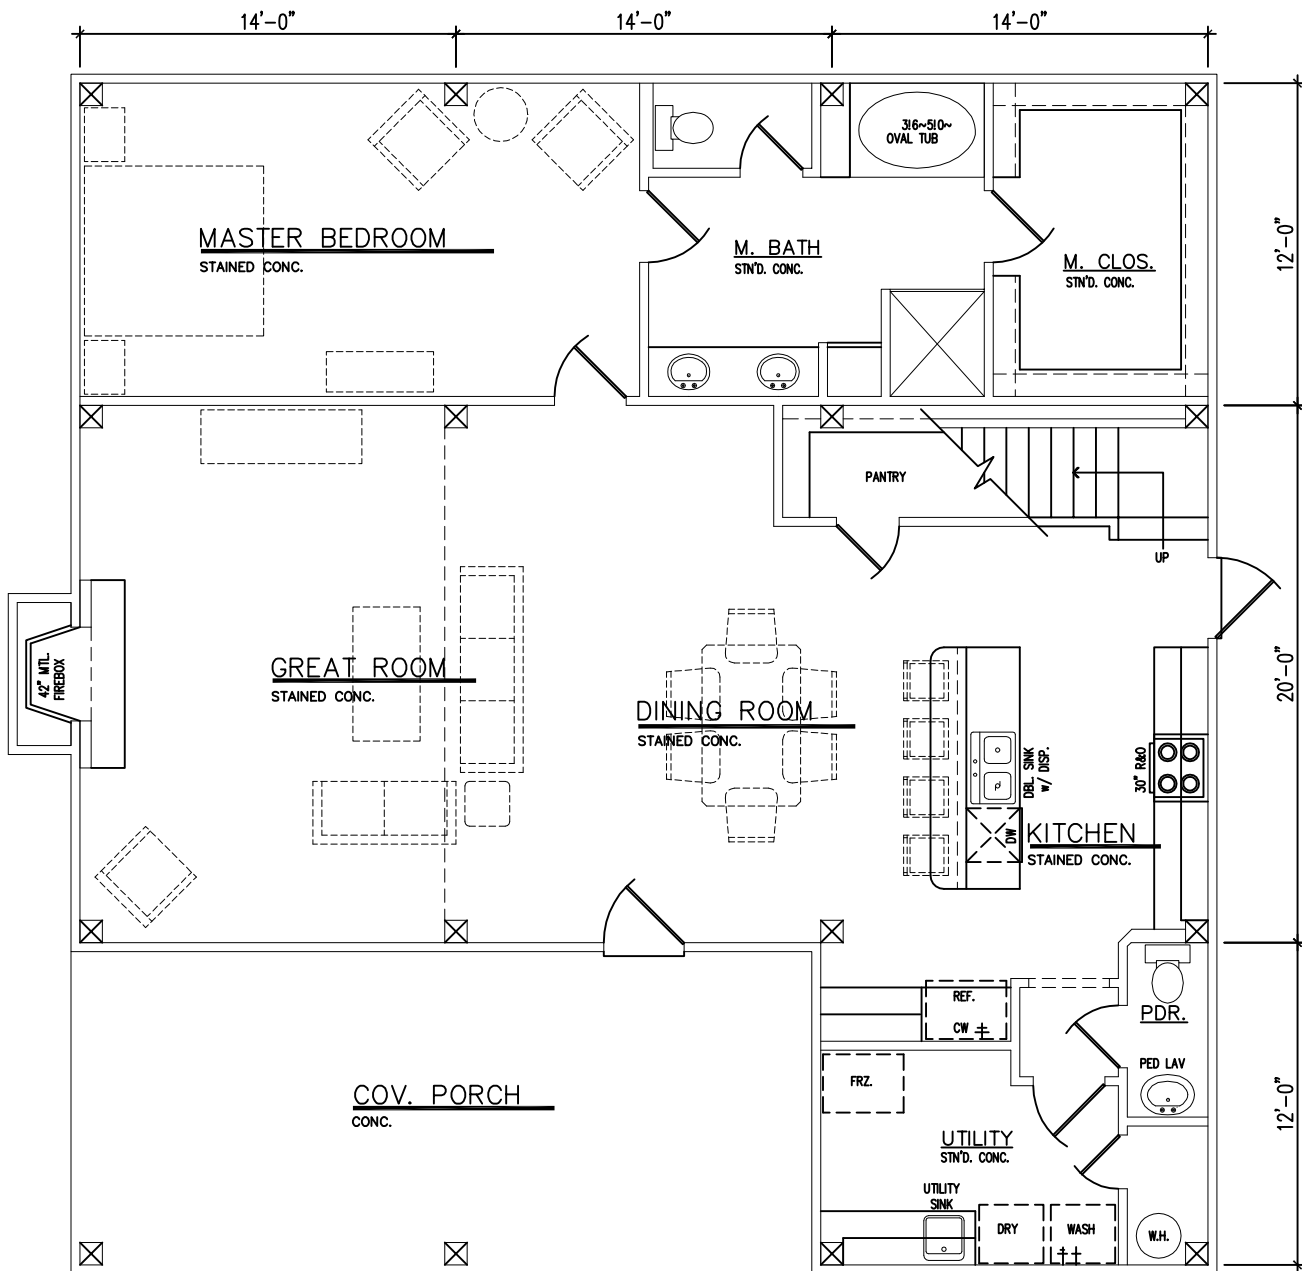 14'-0"
14'-0"
14'-0"
3'6~5'0~
OVAL TUB
MASTER BEDROOM
STAINED CONC.
M. BATH
STN'D. CONC.
M. CLOS.
STN'D. CONC.
12'-0"
PANTRY
UP
42" MTL.
FIREBOX
GREAT ROOM
STAINED CONC.
DINING ROOM
STAINED CONC.
DBL. SINK
w/ DISP.
30" R&O
20'-0"
DW
KITCHEN
STAINED CONC.
REF.
CW
PDR.
PED LAV
FRZ.
COV. PORCH
CONC.
UTILITY
STN'D. CONC.
12'-0"
UTILITY
SINK
DRY
WASH
W.H.